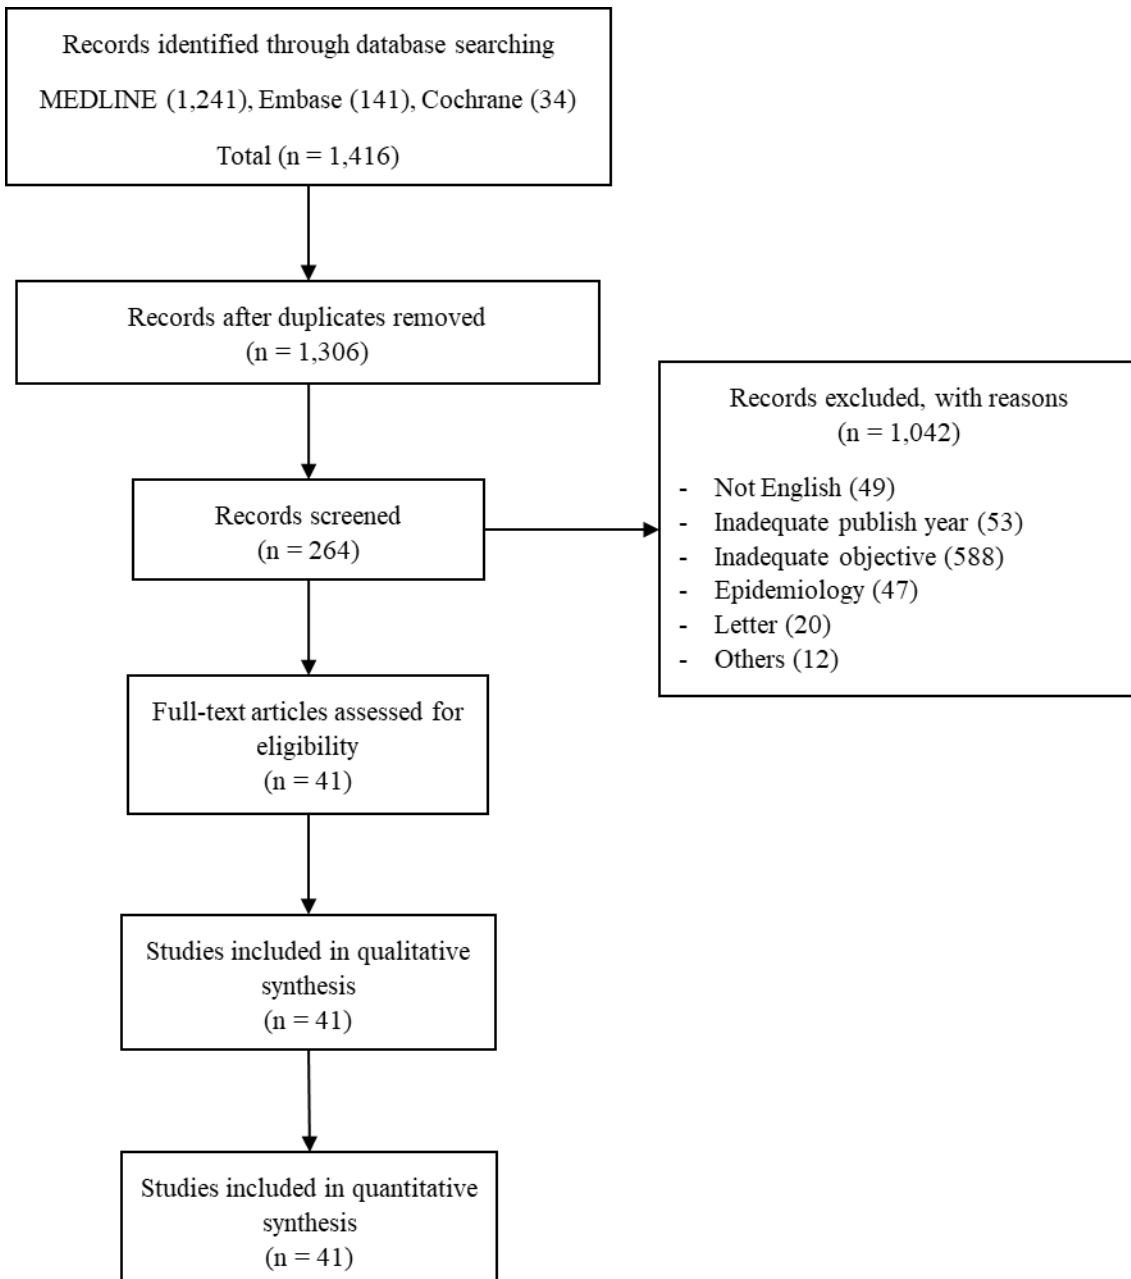 Records identified through database searching
MEDLINE (1,241), Embase (141), Cochrane (34)
Total (n = 1,416)
Records after duplicates removed
(n = 1,306)
Records excluded, with reasons
(n = 1,042)
- Not English (49)
- Inadequate publish year (53)
- Inadequate objective (588)
- Epidemiology (47)
- Letter (20)
- Others (12)
Records screened
(n = 264)
Full-text articles assessed for
eligibility
(n = 41)
Studies included in qualitative
synthesis
(n = 41)
Studies included in quantitative
synthesis
(n = 41)